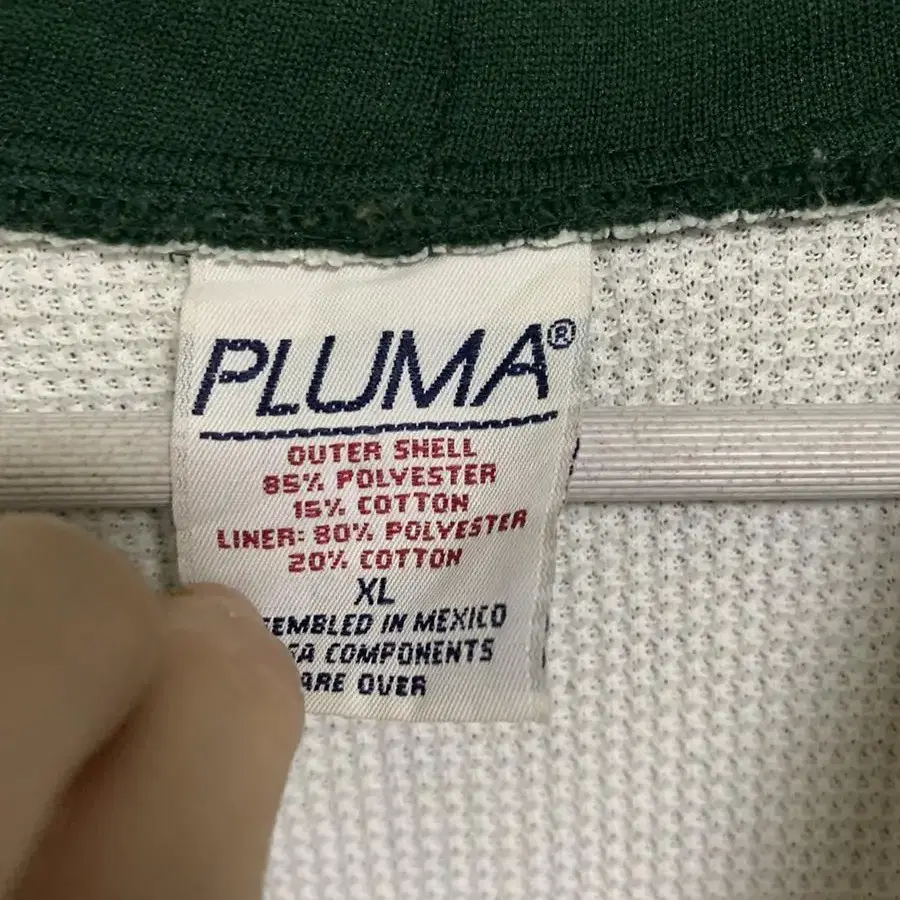 PLUMA®
OUTER SHELL
85% POLYESTER
15% COTTON
LINER: 80% POLYESTER
20% COTTON
XL
EMBLED IN MEXICO
A COMPONENTS
ARE OVER